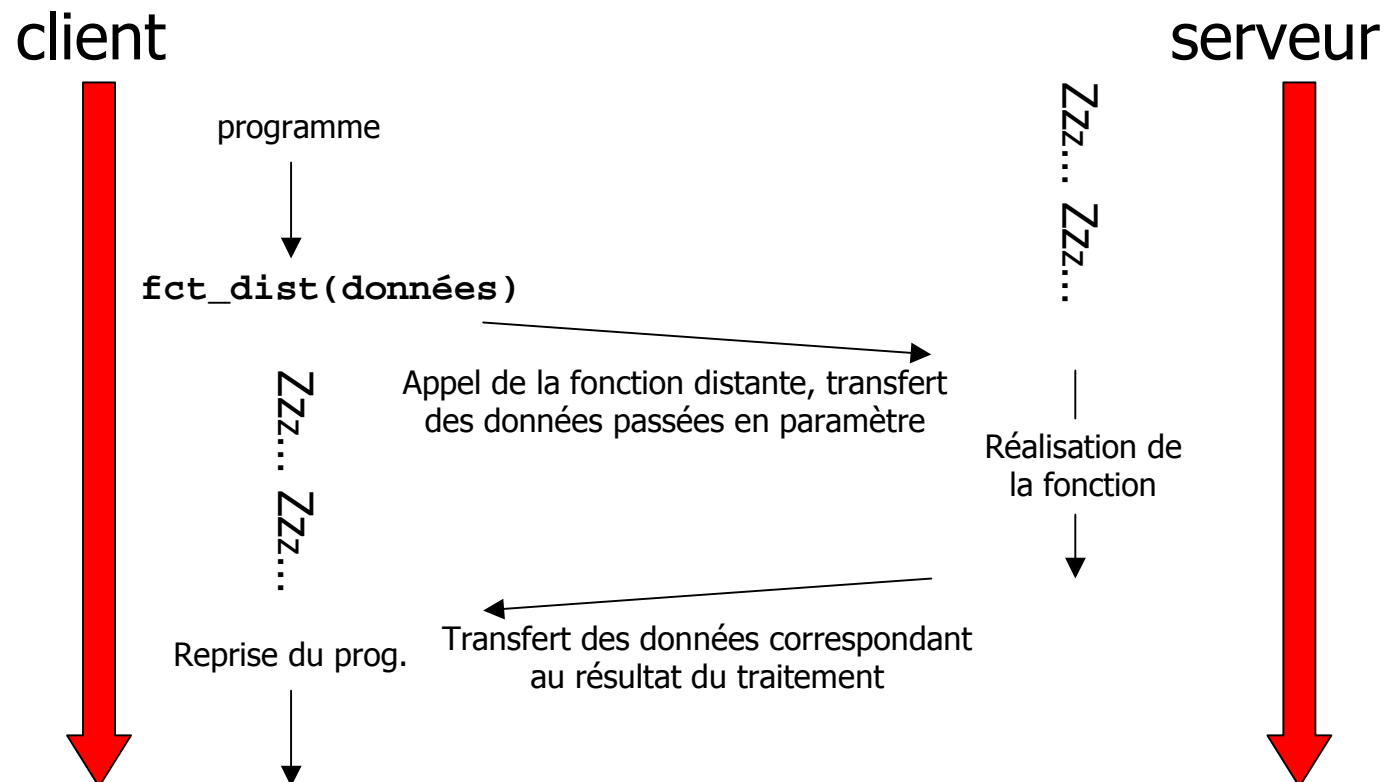 client
serveur
programme
Zzz... Zzz...
fct_dist(données)
Appel de la fonction distante, transfert
des données passées en paramètre
Zzz... Zzz...
Réalisation de
la fonction
Transfert des données correspondant
au résultat du traitement
Reprise du prog.